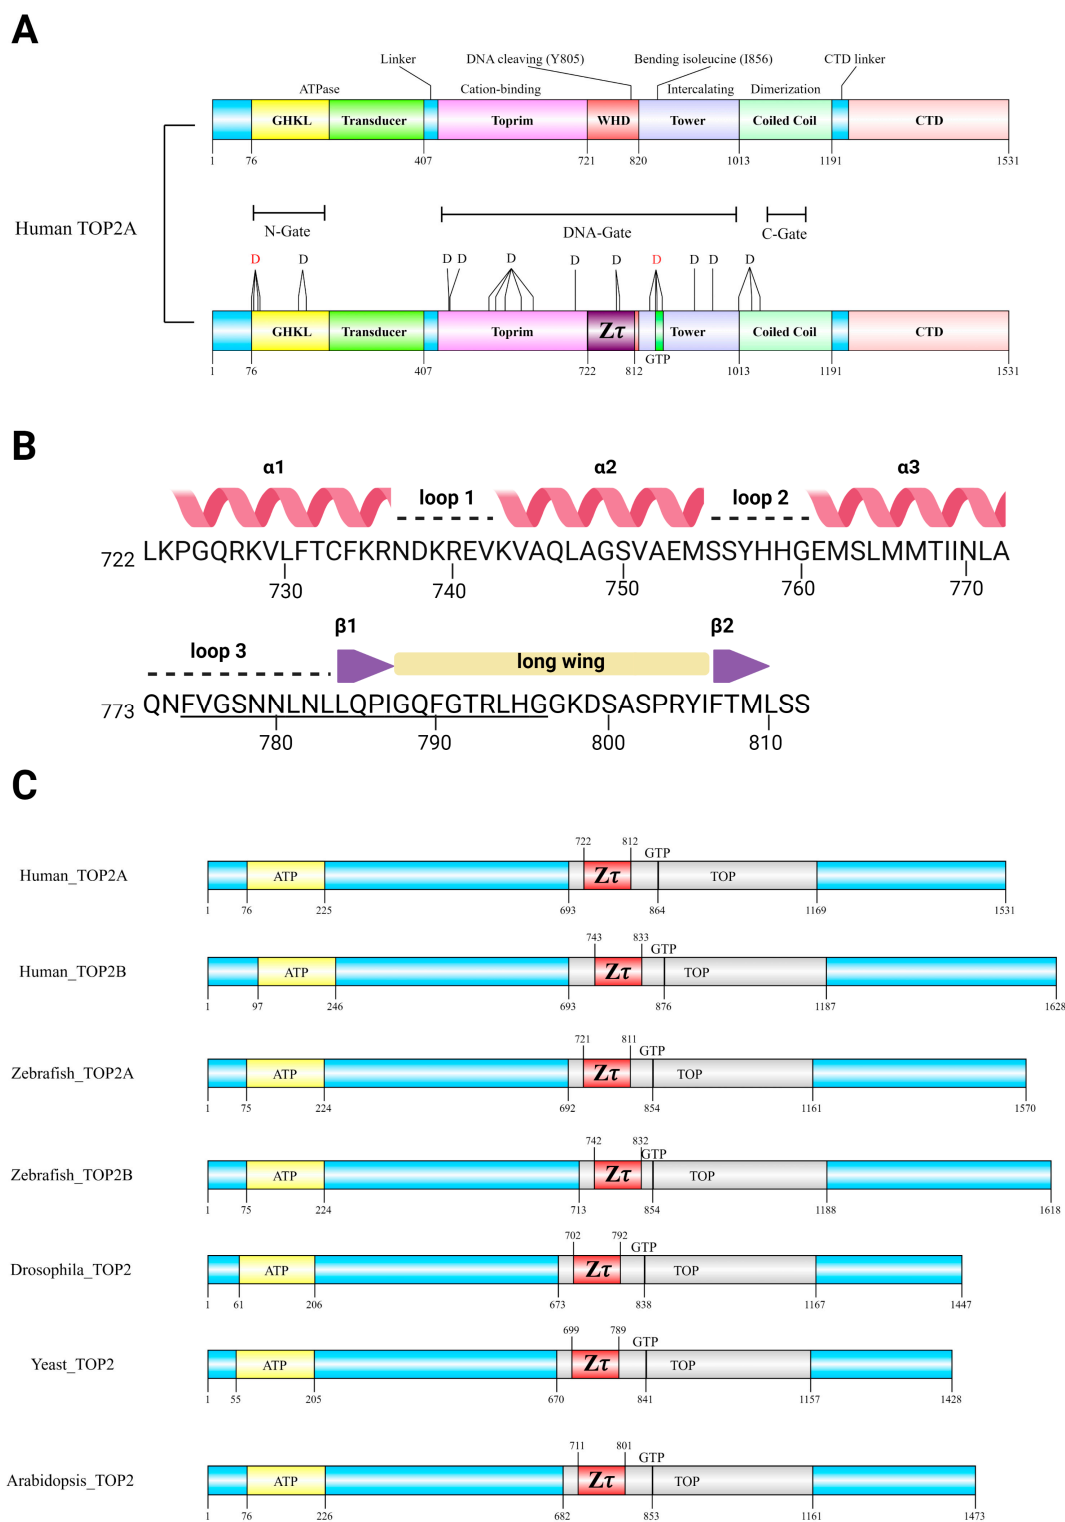 A
Linker
DNA cleaving (Y805)
Bending isoleucine (I856)
CTD linker
ATPase
Cation-binding
Intercalating
Dimerization
GHKL
Transducer
Toprim
WHD
Tower
Coiled Coil
CTD
1 76 407 721 820 1013 1191 1531
Human TOP2A
N-Gate
DNA-Gate
C-Gate
D D D D D D D D D D D
GHKL
Transducer
Toprim
Zτ
Tower
Coiled Coil
CTD
GTP
1 76 407 722 812 1013 1191 1531
B
α1 α2 α3
loop 1 loop 2
722 LKPGQRKVLFTCFKRNDKREVKVAQLAGSVAEMSSYHHGEMSLMMTIINLA
730 740 750 760 770
β1 β2
loop 3 long wing
773 QNFVGSNNLNLLQPIGQFGTRLHGGKDSASPRYIFTMLSS
780 790 800 810
C
722 812
GTP
Human_TOP2A ATP Zτ TOP
1 76 225 693 864 1169 1531
743 833
GTP
Human_TOP2B ATP Zτ TOP
1 97 246 693 876 1187 1628
721 811
GTP
Zebrafish_TOP2A ATP Zτ TOP
1 75 224 692 854 1161 1570
742 832
GTP
Zebrafish_TOP2B ATP Zτ TOP
1 75 224 713 854 1188 1618
702 792
GTP
Drosophila_TOP2 ATP Zτ TOP
1 61 206 673 838 1167 1447
699 789
GTP
Yeast_TOP2 ATP Zτ TOP
1 55 205 670 841 1157 1428
711 801
GTP
Arabidopsis_TOP2 ATP Zτ TOP
1 76 226 682 853 1161 1473